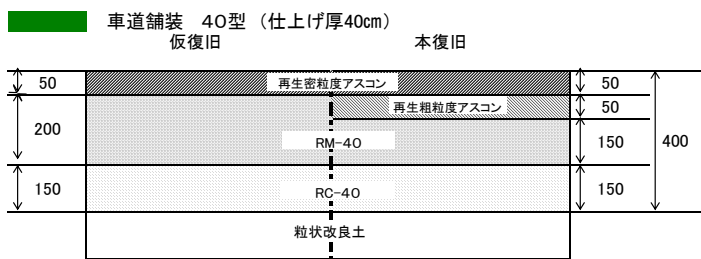 車道舗装　40型（仕上げ厚40㎝）
仮復旧　本復旧
50　再生密粒度アスコン　50
再生粗粒度アスコン　50
200　RM-40　150　400
150　RC-40　150
粒状改良土